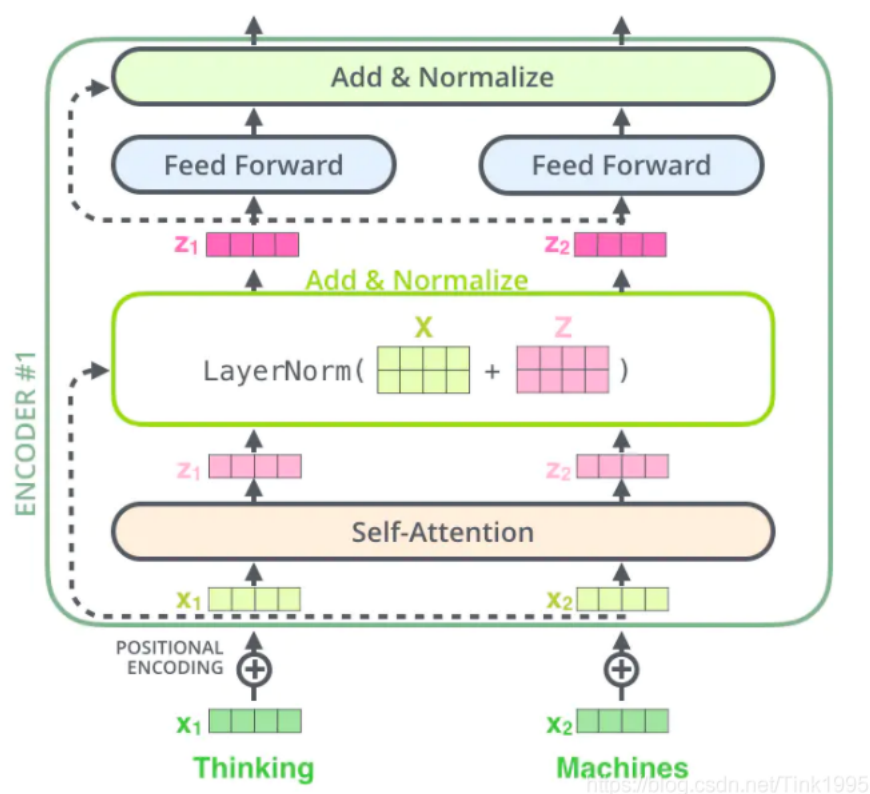 Add & Normalize
Feed Forward
Feed Forward
z1
z2
Add & Normalize
X
Z
LayerNorm( + )
ENCODER #1
z1
z2
Self-Attention
x1
x2
POSITIONAL
ENCODING
x1
x2
Thinking
Machines
https://blog.csdn.net/Tink1995